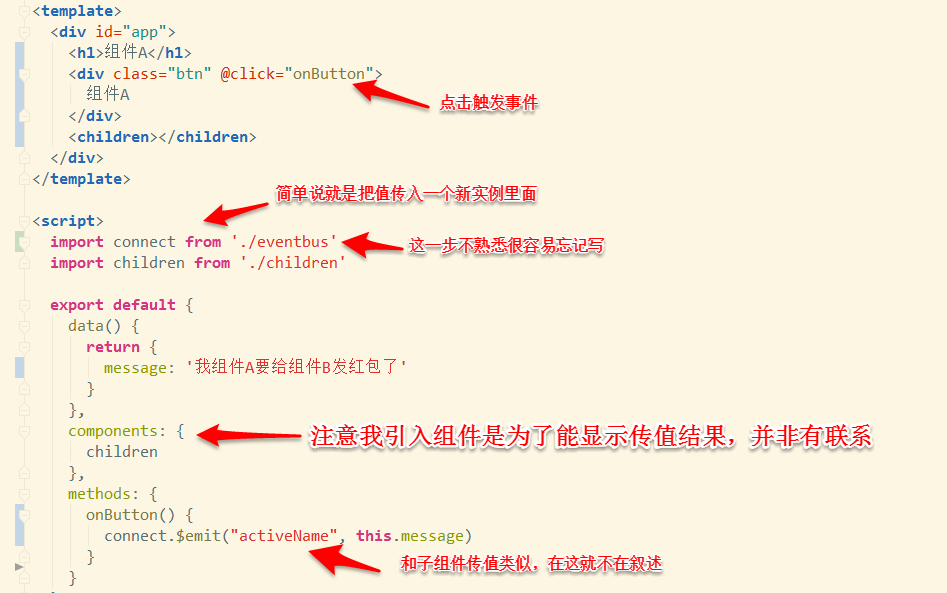 <template>
<div id="app">
<h1>组件A</h1>
<div class="btn" @click="onButton">
组件A
点击触发事件
</div>
<children></children>
</div>
</template>
简单说就是把值传入一个新实例里面
<script>
import connect from './eventbus'
这一步不熟悉很容易忘记写
import children from './children'
export default {
data() {
return {
message: '我组件A要给组件B发红包了'
}
},
components: {
注意我引入组件是为了能显示传值结果，并非有联系
children
},
methods: {
onButton() {
connect.$emit("activeName", this.message)
}
和子组件传值类似，在这就不在叙述
}